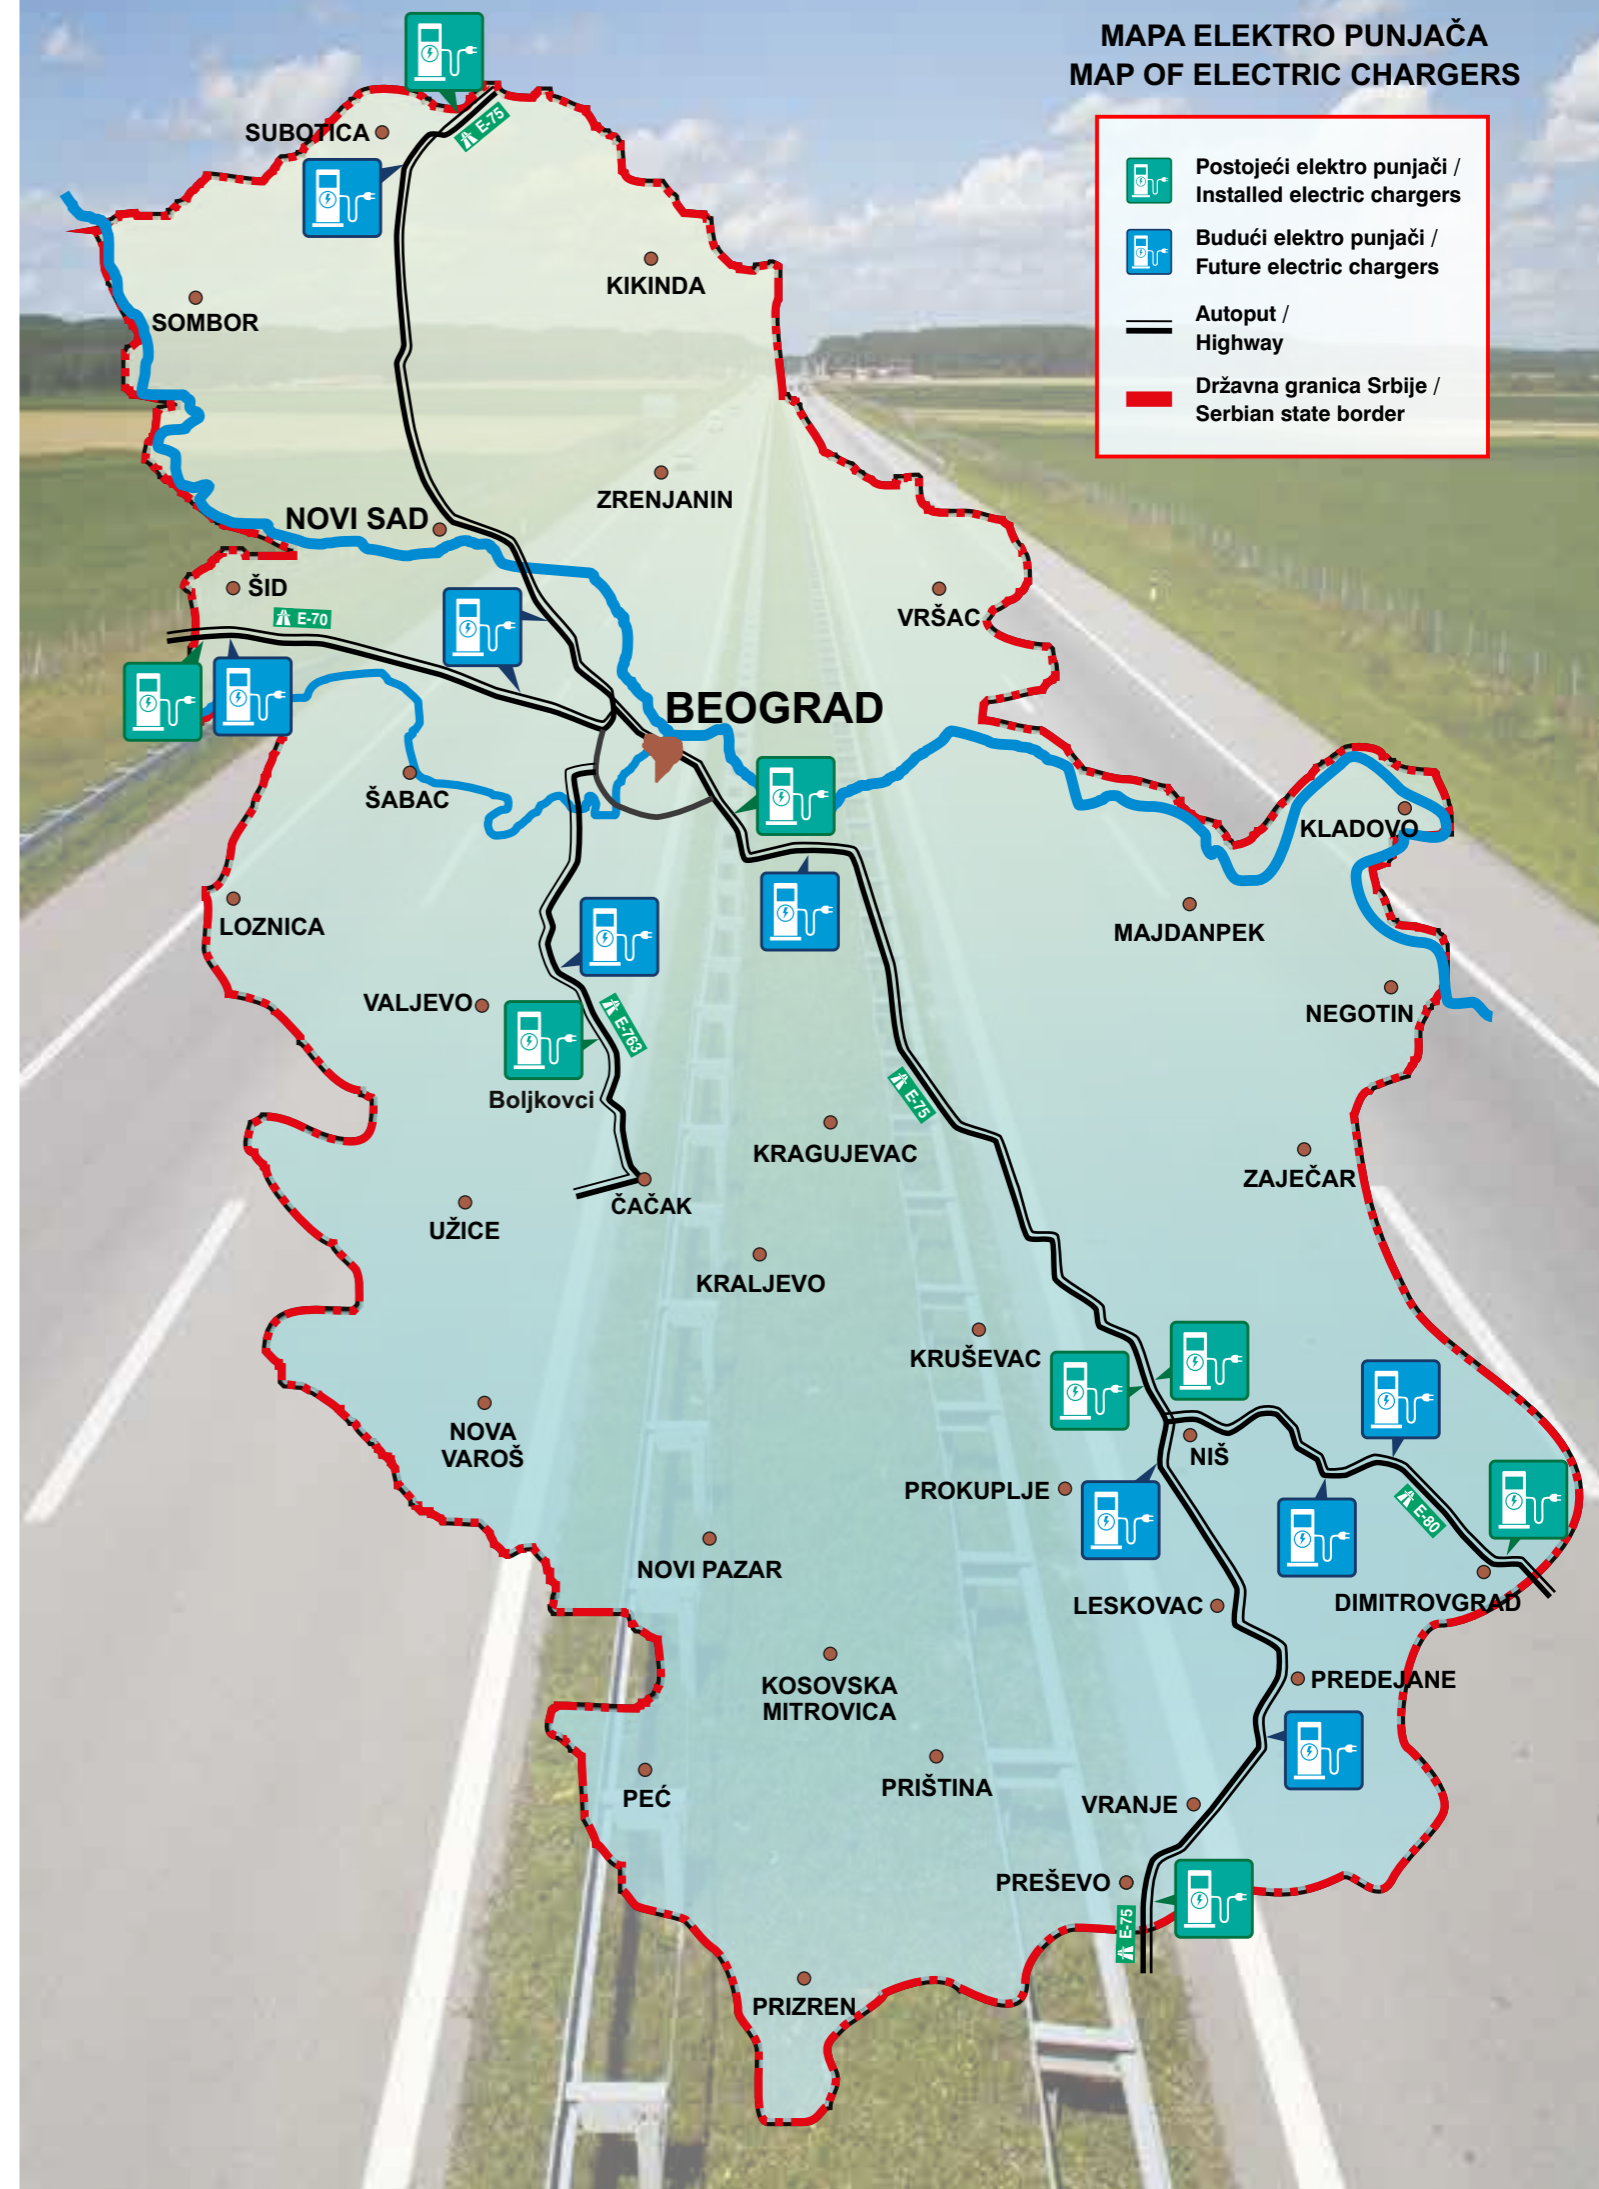 MAPA ELEKTRO PUNJAČA
MAP OF ELECTRIC CHARGERS
Postojeći elektro punjači /
Installed electric chargers
Budući elektro punjači /
Future electric chargers
Autoput /
Highway
Državna granica Srbije /
Serbian state border
E-75
SUBOTICA
KIKINDA
SOMBOR
ZRENJANIN
NOVI SAD
ŠID
E-70
VRŠAC
BEOGRAD
ŠABAC
KLADOVO
LOZNICA
MAJDANPEK
VALJEVO
NEGOTIN
E-763
Boljkovci
E-75
KRAGUJEVAC
ZAJEČAR
ČAČAK
UŽICE
KRALJEVO
KRUŠEVAC
NOVA
VAROŠ
NIŠ
PROKUPLJE
E-80
NOVI PAZAR
LESKOVAC
DIMITROVGRAD
PREDEJANE
KOSOVSKA
MITROVICA
PRIŠTINA
PEĆ
VRANJE
PREŠEVO
E-75
PRIZREN